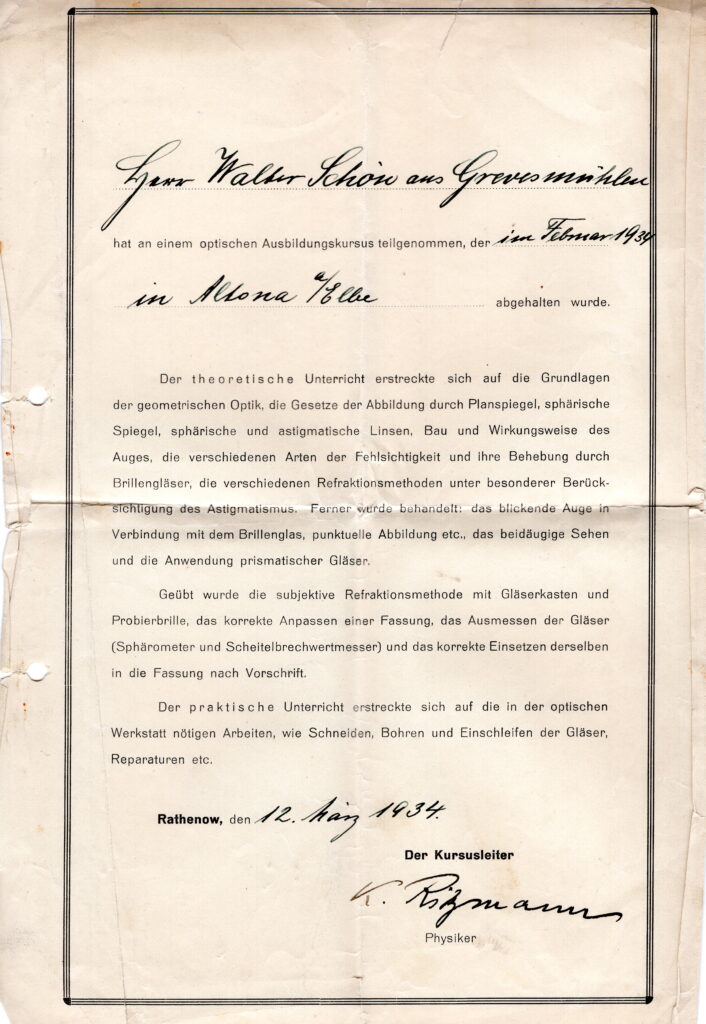 Herr Walter Schön aus Grevesmühlen
hat an einem optischen Ausbildungskursus teilgenommen, der im Februar 1934
in Altona a/Elbe abgehalten wurde.
Der theoretische Unterricht erstreckte sich auf die Grundlagen
der geometrischen Optik, die Gesetze der Abbildung durch Planspiegel, sphärische
Spiegel, sphärische und astigmatische Linsen, Bau und Wirkungsweise des
Auges, die verschiedenen Arten der Fehlsichtigkeit und ihre Behebung durch
Brillengläser, die verschiedenen Refraktionsmethoden unter besonderer Berück-
sichtigung des Astigmatismus. Ferner wurde behandelt: das blickende Auge in
Verbindung mit dem Brillenglas, punktuelle Abbildung etc., das beidäugige Sehen
und die Anwendung prismatischer Gläser.
Geübt wurde die subjektive Refraktionsmethode mit Gläserkasten und
Probierbrille, das korrekte Anpassen einer Fassung, das Ausmessen der Gläser
(Sphärometer und Scheitelbrechwertmesser) und das korrekte Einsetzen derselben
in die Fassung nach Vorschrift.
Der praktische Unterricht erstreckte sich auf die in der optischen
Werkstatt nötigen Arbeiten, wie Schneiden, Bohren und Einschleifen der Gläser,
Reparaturen etc.
Rathenow, den 12. März 1934.
Der Kursusleiter
K. Ritzmann
Physiker